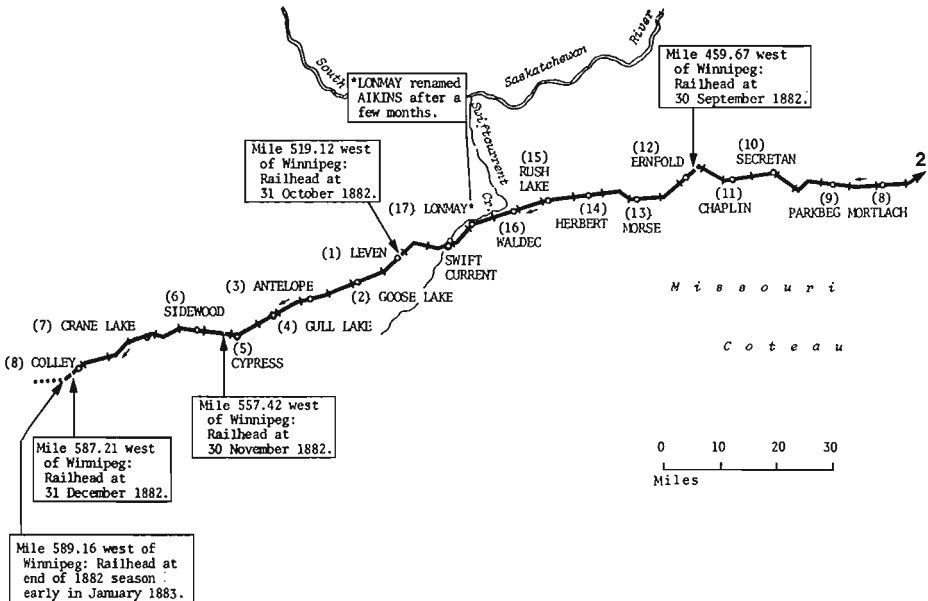 South
Saskatchewan
River
*LONMAY renamed
AIKINS after a
few months.
Swiftcurrent
Cr.
Mile 459.67 west
of Winnipeg:
Railhead at
30 September 1882.
Mile 519.12 west
of Winnipeg:
Railhead at
31 October 1882.
(17) LONMAY*
(15)
RUSH
LAKE
(12)
ERNFOLD
(10)
SECRETAN
2
(16)
WALDEC
(14)
HERBERT
(13)
MORSE
(11)
CHAPLIN
(9)
PARKBEG
(8)
MORTLACH
(1) LEVEN
SWIFT
CURRENT
(3) ANTELOPE
(2) GOOSE LAKE
(6)
SIDEWOOD
(4) GULL LAKE
(7) CRANE LAKE
(5)
CYPRESS
(8) COLLEY
Missouri
Coteau
Mile 557.42 west
of Winnipeg:
Railhead at
30 November 1882.
Mile 587.21 west
of Winnipeg:
Railhead at
31 December 1882.
Mile 589.16 west of
Winnipeg: Railhead at
end of 1882 season
early in January 1883.
0 10 20 30
Miles